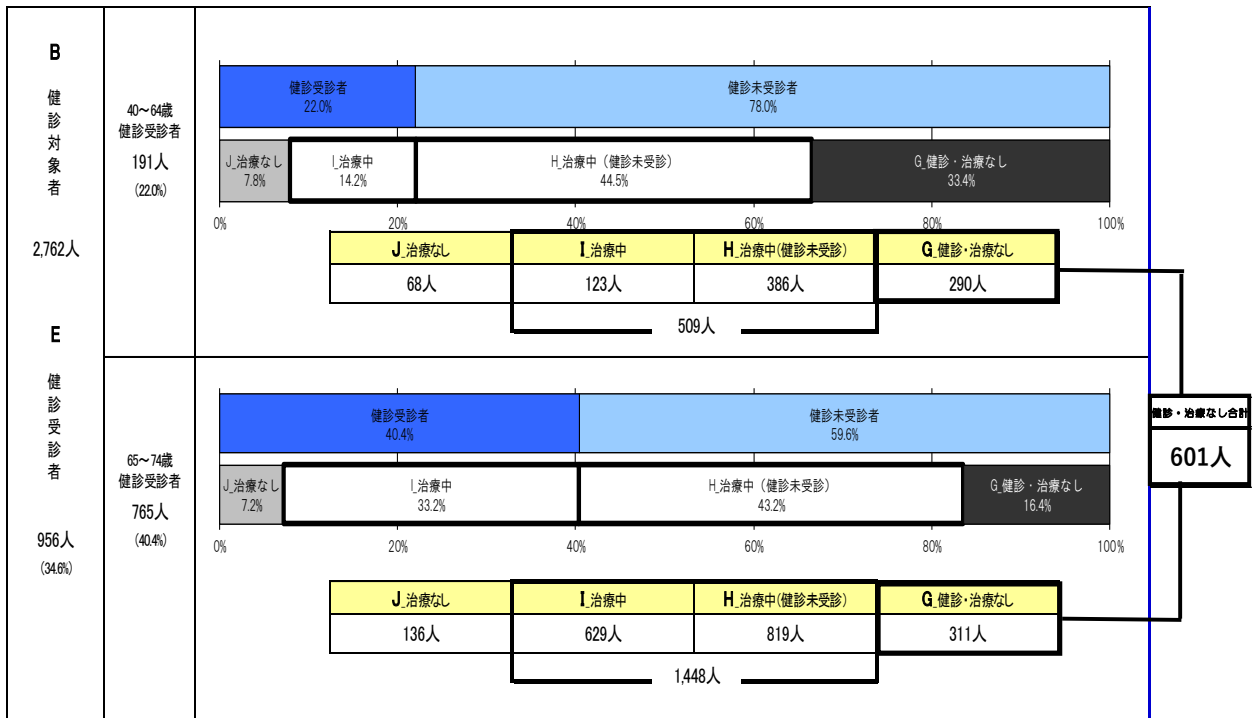 B
健
診
対
象
者
2,762人
E
健
診
受
診
者
956人
(34.6%)
40～64歳
健診受診者
191人
(22.0%)
健診受診者
22.0%
健診未受診者
78.0%
J_治療なし
7.8%
I_治療中
14.2%
H_治療中（健診未受診）
44.5%
G_健診・治療なし
33.4%
0% 20% 40% 60% 80% 100%
J_治療なし I_治療中 H_治療中(健診未受診) G_健診・治療なし
68人 123人 386人 290人
509人
65～74歳
健診受診者
765人
(40.4%)
健診受診者
40.4%
健診未受診者
59.6%
J_治療なし
7.2%
I_治療中
33.2%
H_治療中（健診未受診）
43.2%
G_健診・治療なし
16.4%
0% 20% 40% 60% 80% 100%
J_治療なし I_治療中 H_治療中(健診未受診) G_健診・治療なし
136人 629人 819人 311人
1,448人
健診・治療なし合計
601人